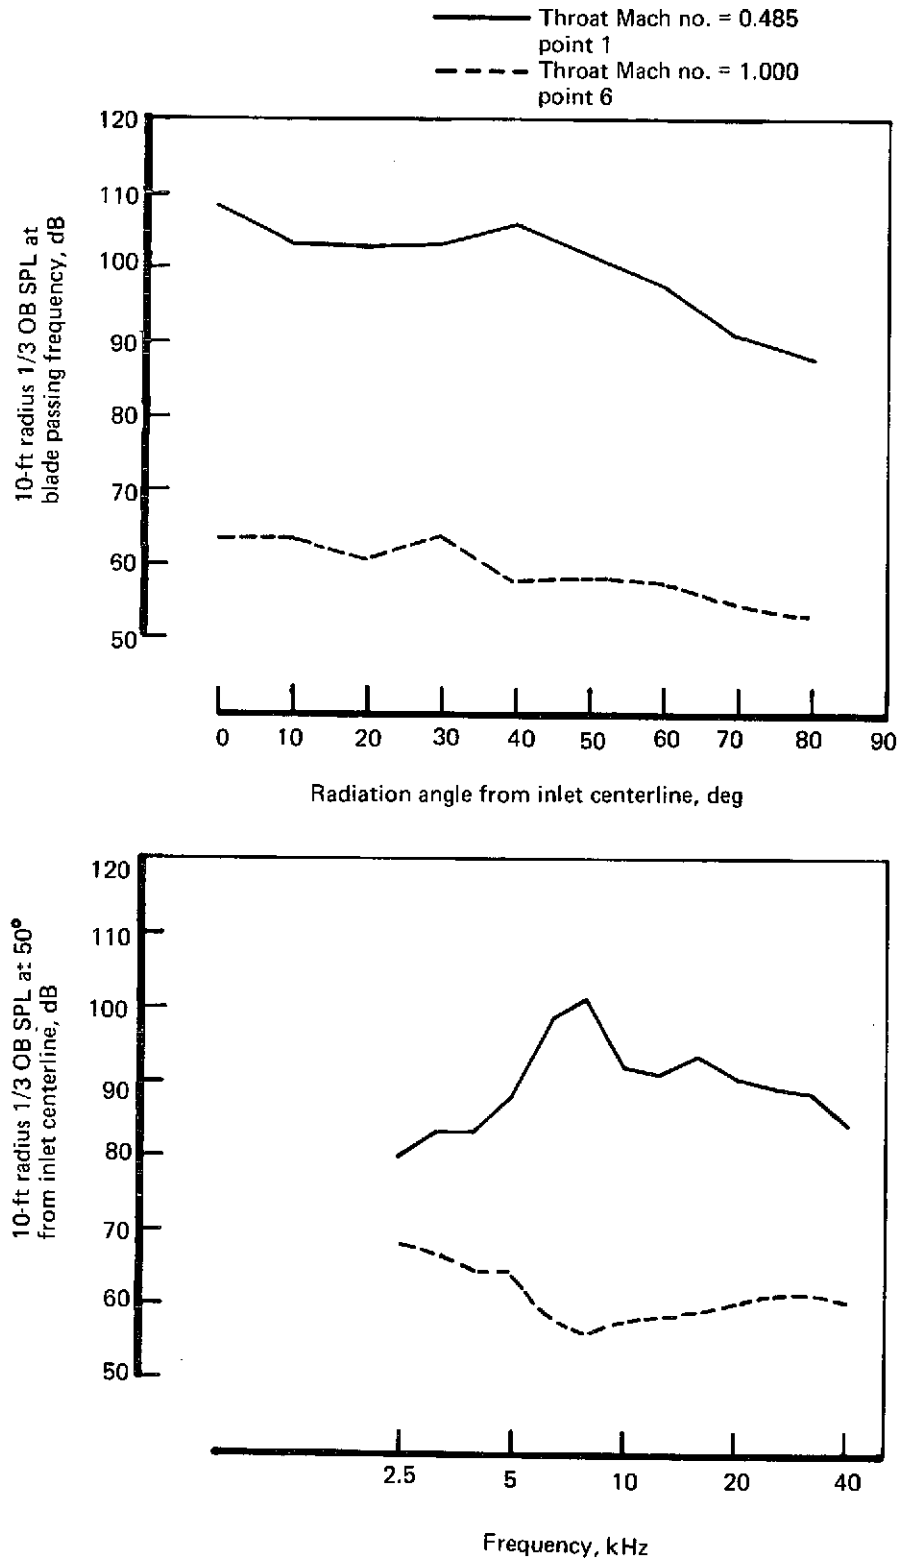 Throat Mach no. = 0.485
point 1
Throat Mach no. = 1.000
point 6
120
110
100
90
80
70
60
50
10-ft radius 1/3 OB SPL at
blade passing frequency, dB
0 10 20 30 40 50 60 70 80 90
Radiation angle from inlet centerline, deg
120
110
100
90
80
70
60
50
10-ft radius 1/3 OB SPL at 50°
from inlet centerline, dB
2.5 5 10 20 40
Frequency, kHz